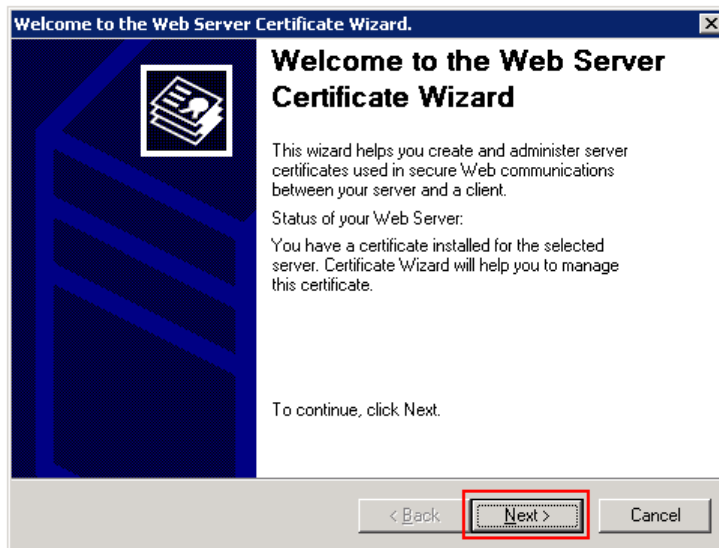 Welcome to the Web Server Certificate Wizard.
Welcome to the Web Server
Certificate Wizard
This wizard helps you create and administer server
certificates used in secure Web communications
between your server and a client.
Status of your Web Server:
You have a certificate installed for the selected
server. Certificate Wizard will help you to manage
this certificate.
To continue, click Next.
< Back Next > Cancel